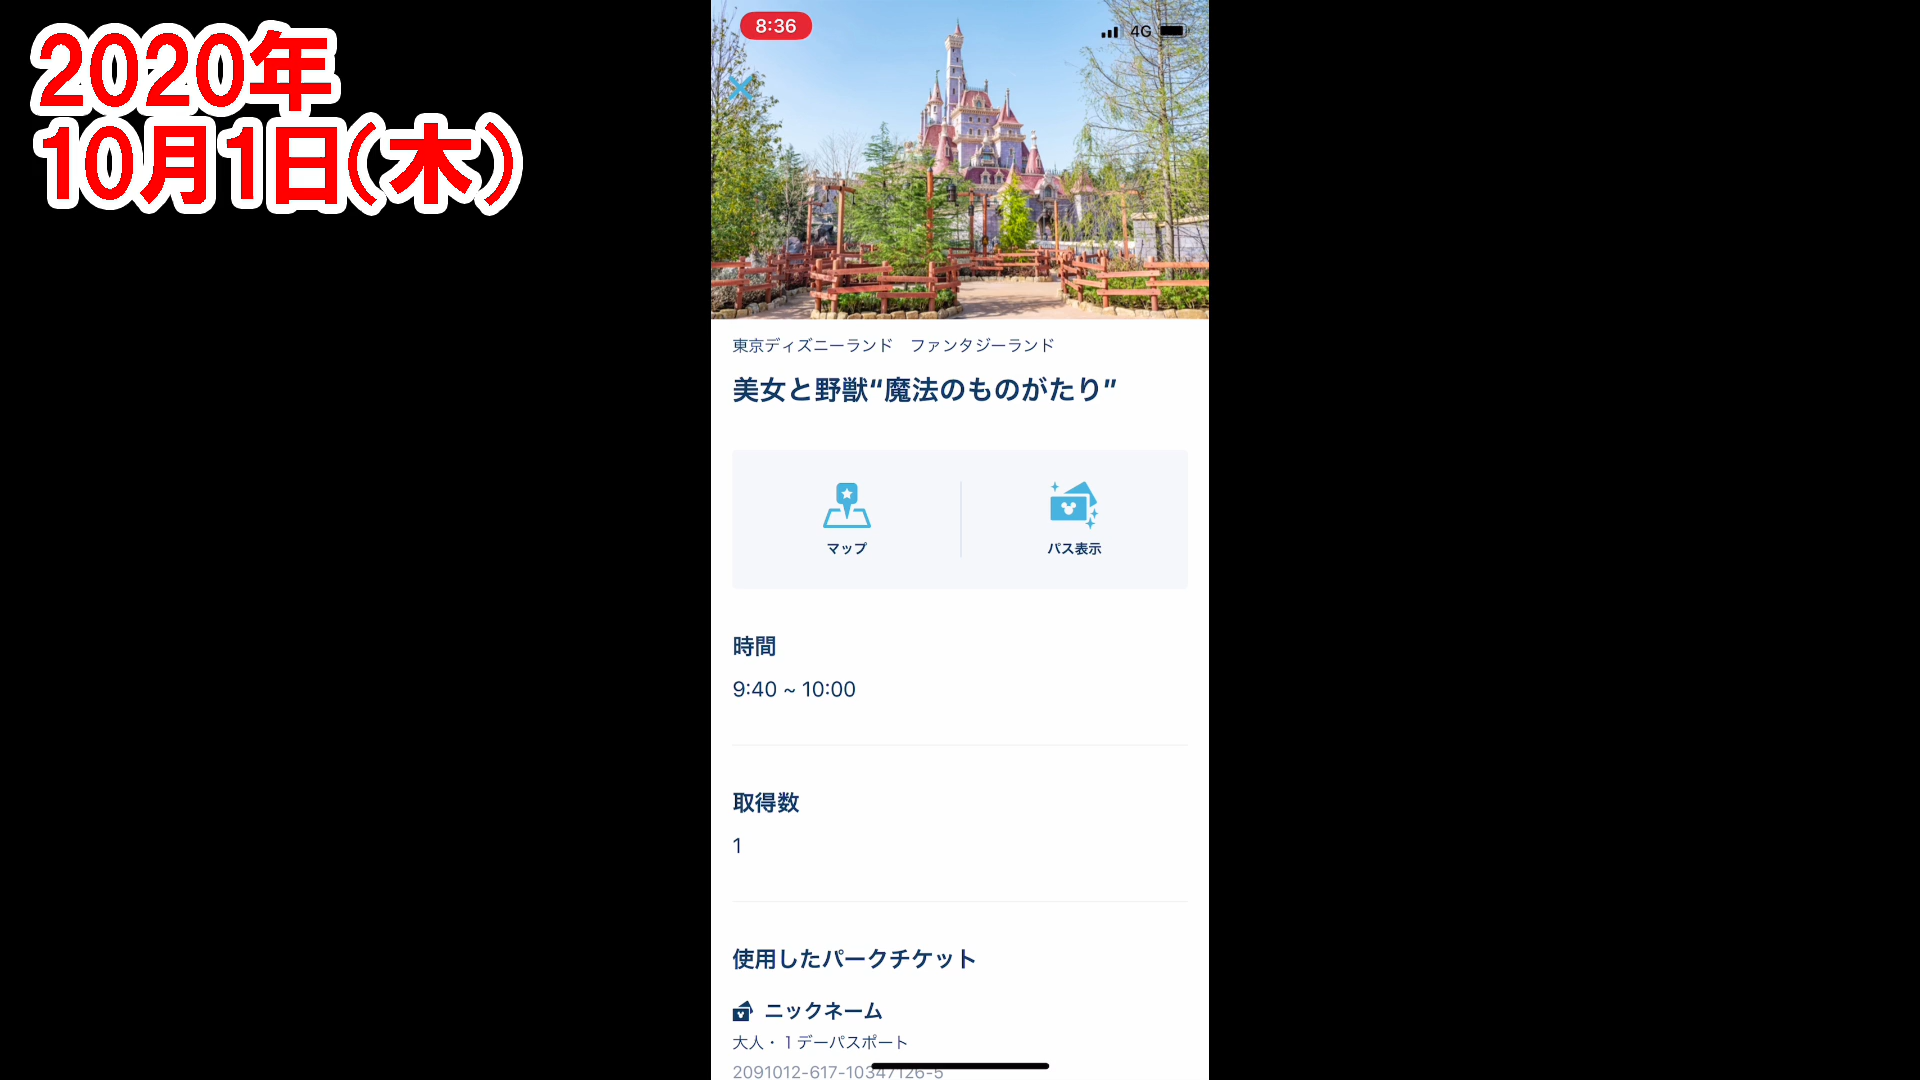 2020年
10月1日(木)
8:36
4G
東京ディズニーランド ファンタジーランド
美女と野獣“魔法のものがたり”
マップ
パス表示
時間
9:40 ~ 10:00
取得数
1
使用したパークチケット
ニックネーム
大人・1デーパスポート
2091012-617-10347126-5